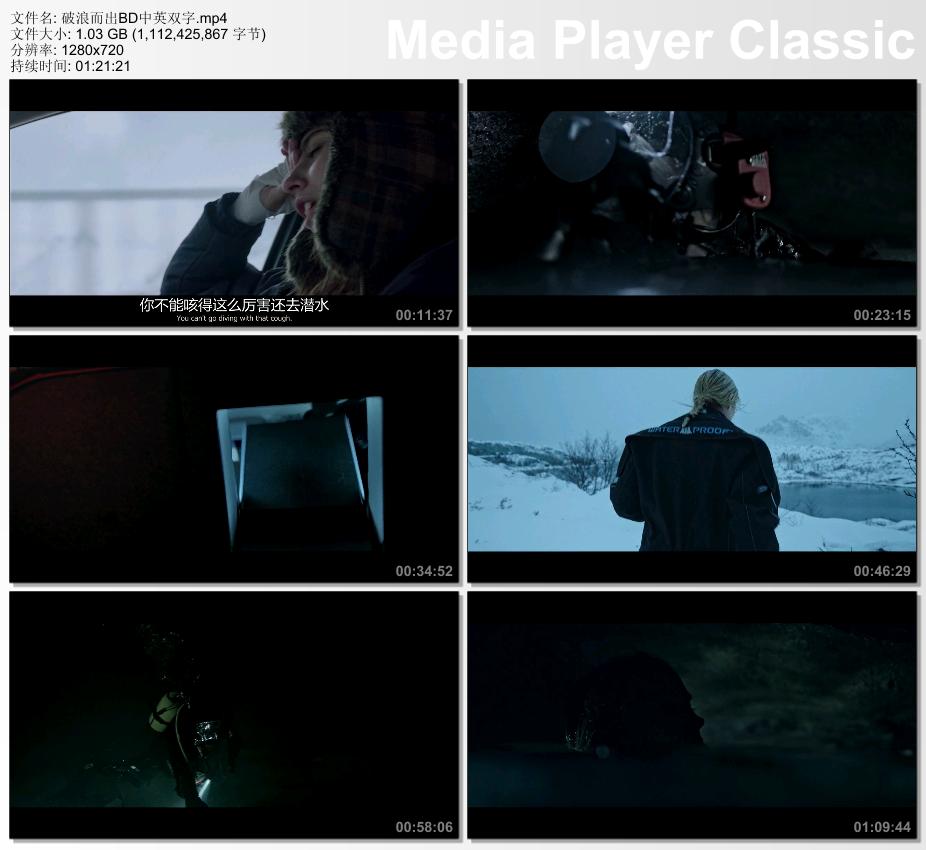 文件名: 破浪而出BD中英双字.mp4
文件大小: 1.03 GB (1,112,425,867 字节)
分辨率: 1280x720
持续时间: 01:21:21
Media Player Classic
你不能咳得这么厉害还去潜水
You can't go diving with that cough.
00:11:37
00:23:15
00:34:52
WATERPROOF
00:46:29
00:58:06
01:09:44